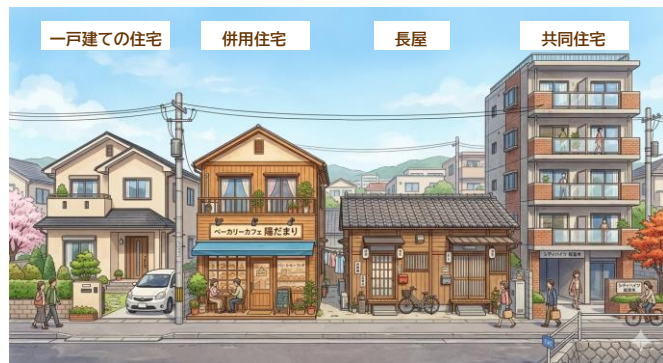 一戸建ての住宅
併用住宅
長屋
共同住宅
ベーカリーカフェ 陽だまり